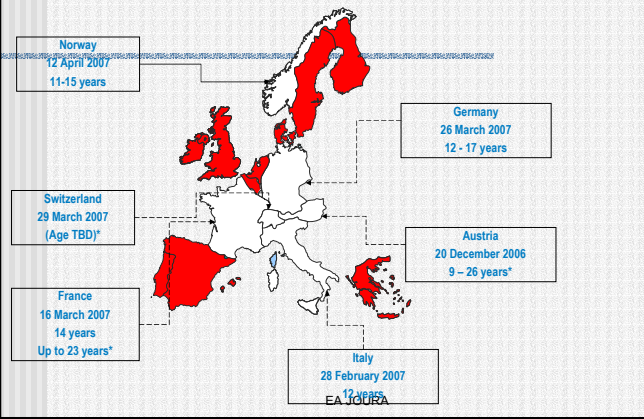 Norway
12 April 2007
11-15 years
Germany
26 March 2007
12 - 17 years
Switzerland
29 March 2007
(Age TBD)*
Austria
20 December 2006
9 – 26 years*
France
16 March 2007
14 years
Up to 23 years*
Italy
28 February 2007
12 years
EA JOURA